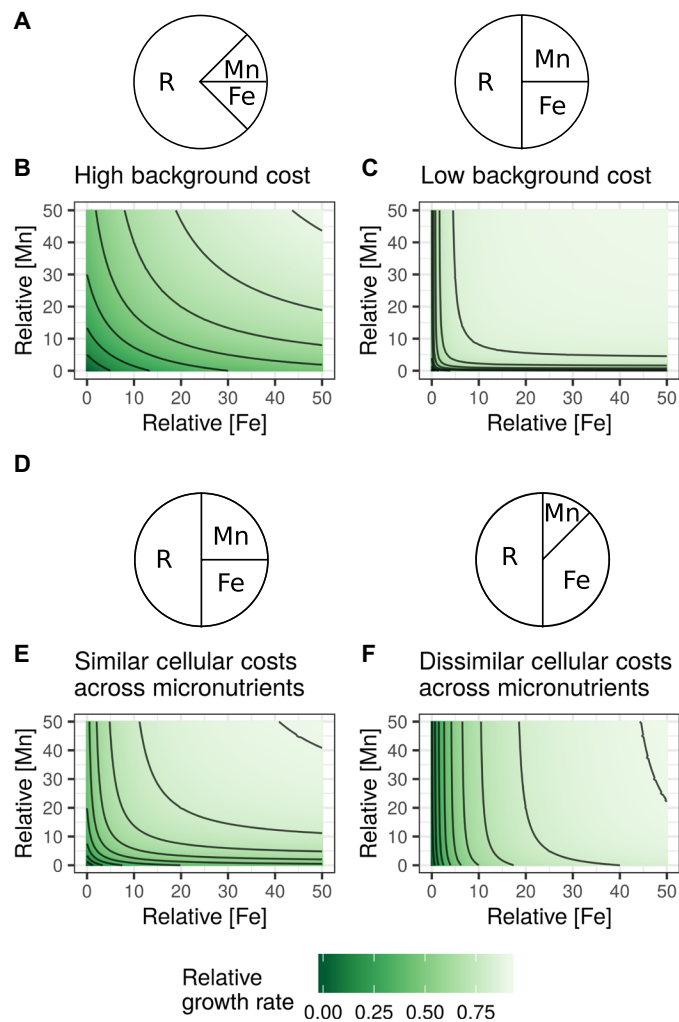 A
R
Mn
Fe
R
Mn
Fe
B
High background cost
C
Low background cost
Relative [Mn]
50
40
30
20
10
0
0 10 20 30 40 50
Relative [Fe]
Relative [Mn]
50
40
30
20
10
0
0 10 20 30 40 50
Relative [Fe]
D
R
Mn
Fe
R
Mn
Fe
E
Similar cellular costs
across micronutrients
F
Dissimilar cellular costs
across micronutrients
Relative [Mn]
50
40
30
20
10
0
0 10 20 30 40 50
Relative [Fe]
Relative [Mn]
50
40
30
20
10
0
0 10 20 30 40 50
Relative [Fe]
Relative
growth rate
0.00 0.25 0.50 0.75